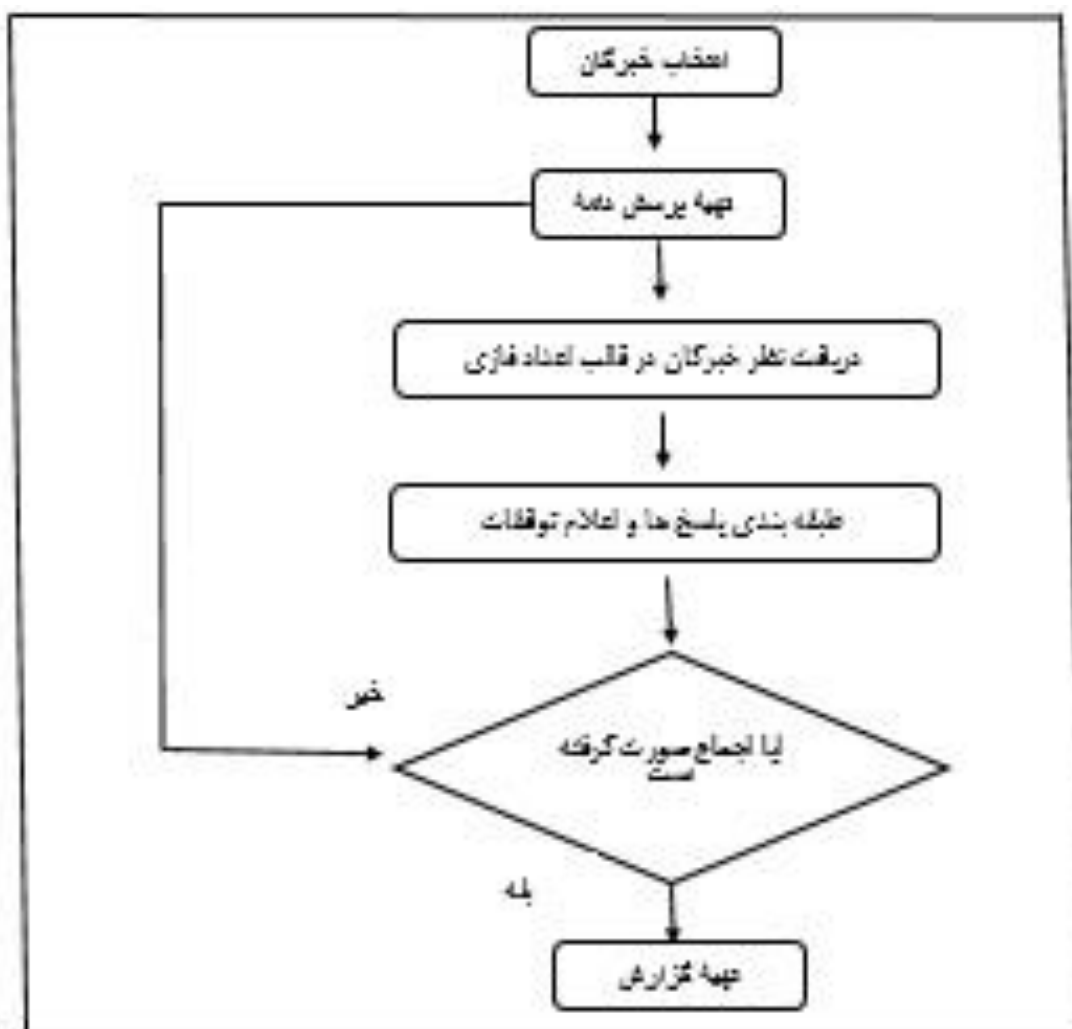 انتخاب خبرگان
تهیه پرسش نامه
دریافت نظر خبرگان در قالب اعداد فازی
طبقه بندی پاسخ ها و اعلام توافقات
خیر
ایا اجماع صورت گرفته
است
بله
تهیه گزارش